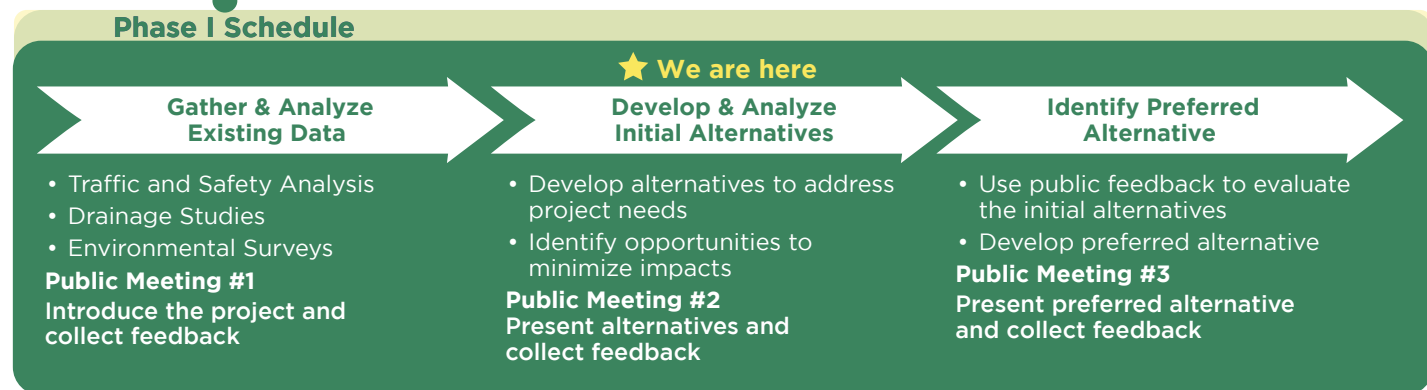 Phase I Schedule
We are here
Gather & Analyze
Existing Data
• Traffic and Safety Analysis
• Drainage Studies
• Environmental Surveys
Public Meeting #1
Introduce the project and
collect feedback
Develop & Analyze
Initial Alternatives
• Develop alternatives to address
project needs
• Identify opportunities to
minimize impacts
Public Meeting #2
Present alternatives and
collect feedback
Identify Preferred
Alternative
• Use public feedback to evaluate
the initial alternatives
• Develop preferred alternative
Public Meeting #3
Present preferred alternative
and collect feedback